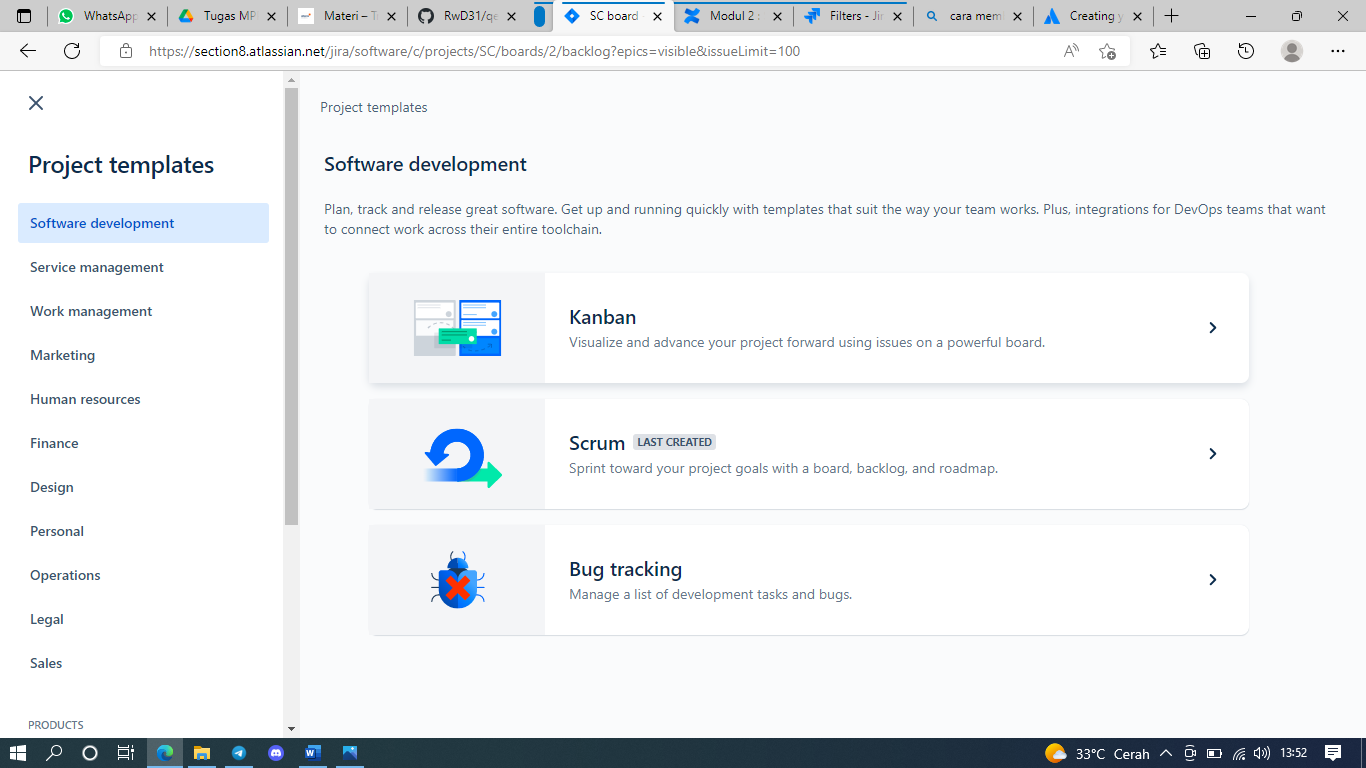 WhatsApp
Tugas MP
Materi – T
RwD31/qe
SC board
Modul 2
Filters - Ji
cara mem
Creating y
https://section8.atlassian.net/jira/software/c/projects/SC/boards/2/backlog?epics=visible&issueLimit=100
Project templates
Software development
Service management
Work management
Marketing
Human resources
Finance
Design
Personal
Operations
Legal
Sales
PRODUCTS
Project templates
Software development
Plan, track and release great software. Get up and running quickly with templates that suit the way your team works. Plus, integrations for DevOps teams that want
to connect work across their entire toolchain.
Kanban
Visualize and advance your project forward using issues on a powerful board.
Scrum LAST CREATED
Sprint toward your project goals with a board, backlog, and roadmap.
Bug tracking
Manage a list of development tasks and bugs.
33°C Cerah
13:52